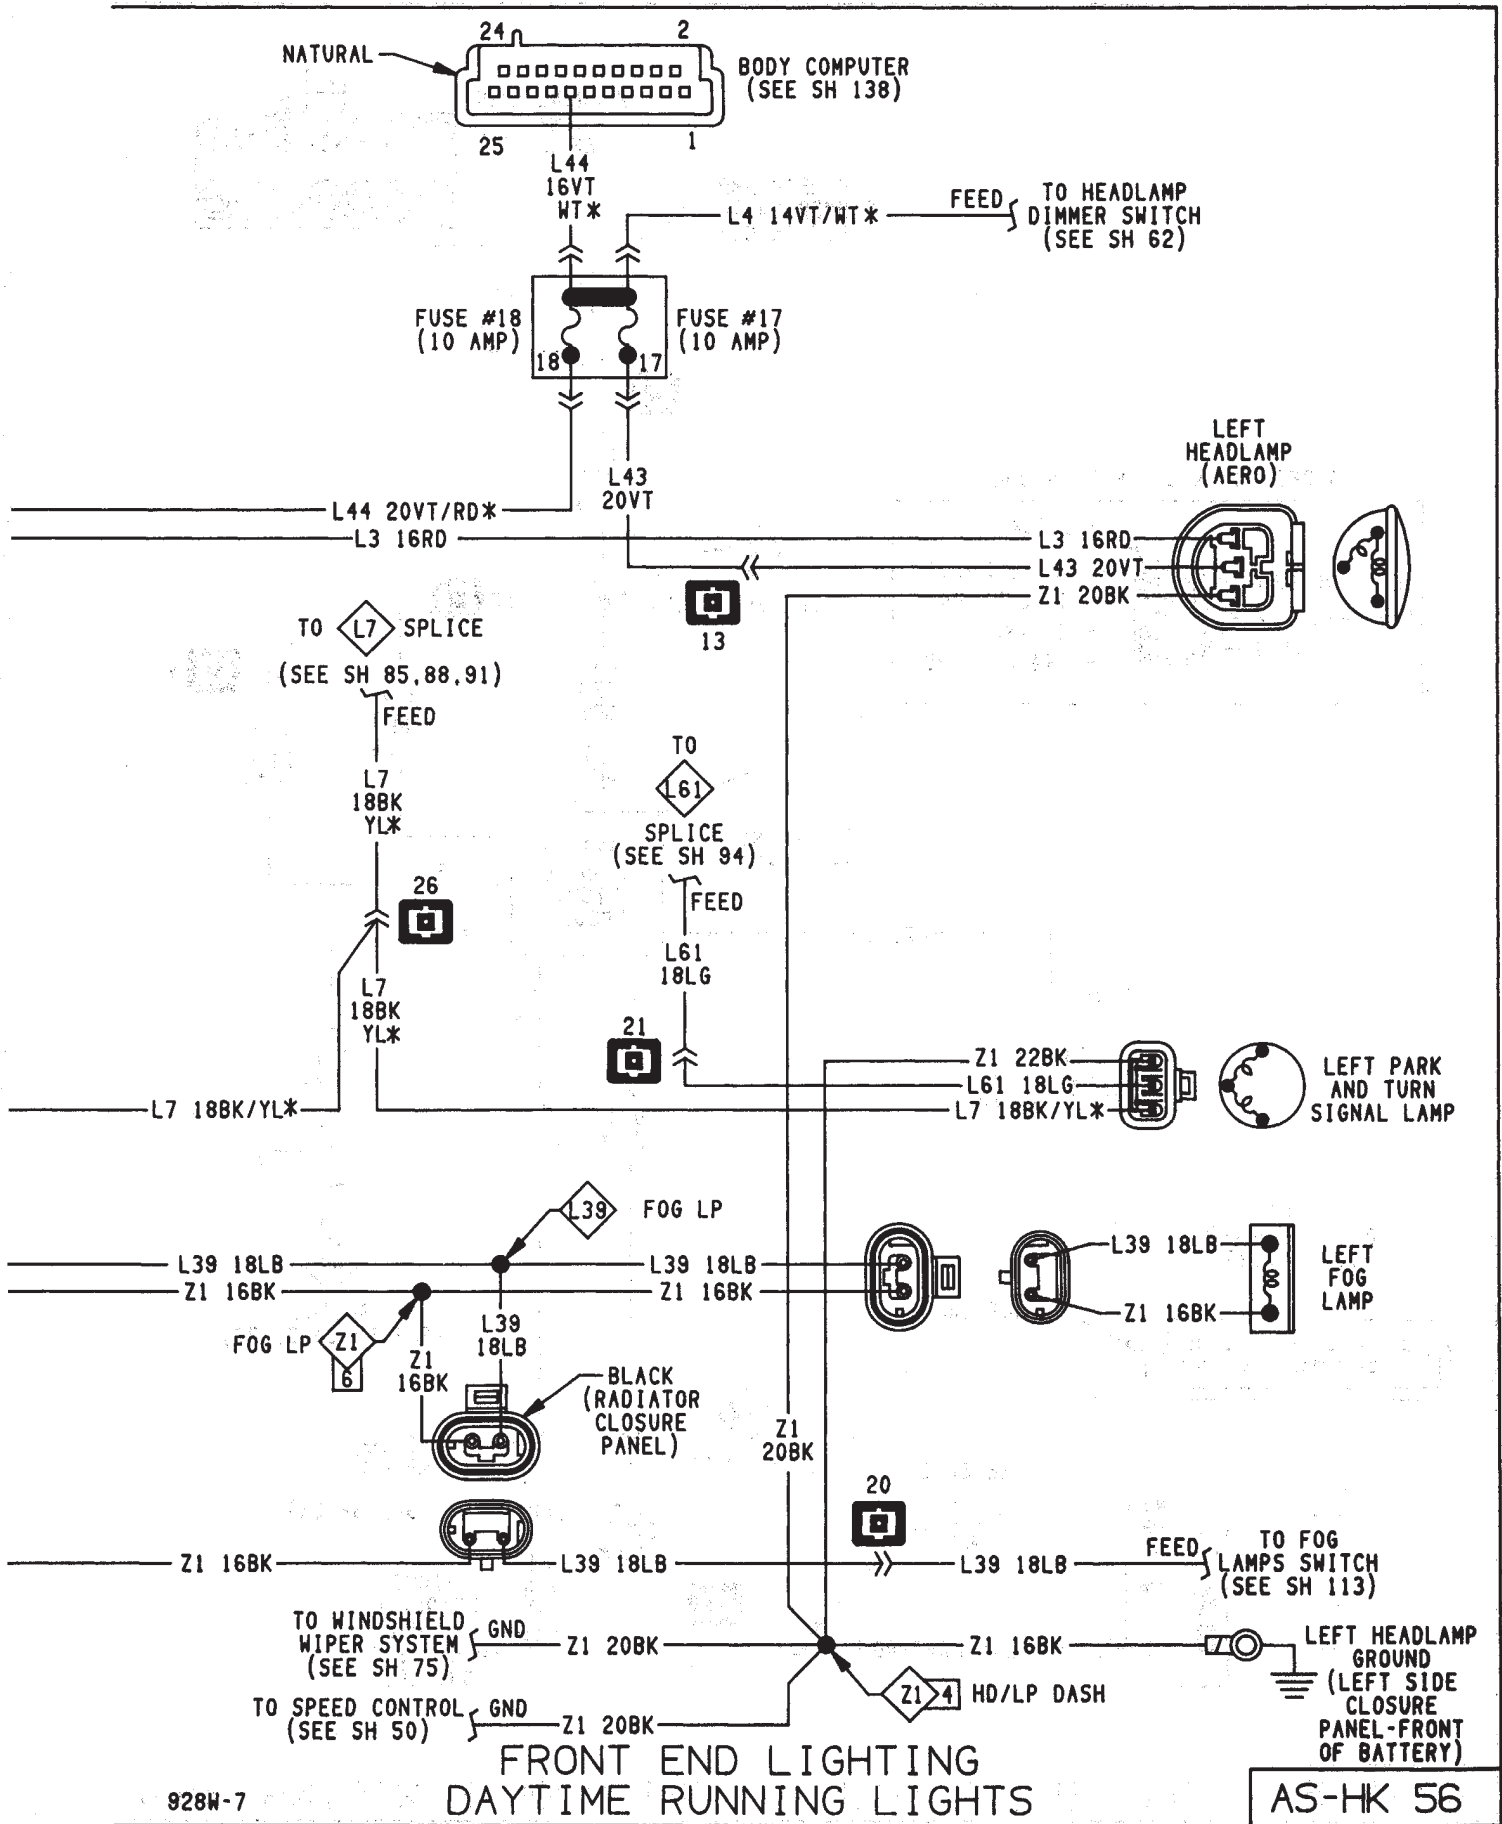 24
2
NATURAL
BODY COMPUTER
(SEE SH 138)
25
1
L44
16VT
WT*
FEED
TO HEADLAMP
DIMMER SWITCH
(SEE SH 62)
L4 14VT/WT*
FUSE #18
(10 AMP)
FUSE #17
(10 AMP)
18
17
LEFT
HEADLAMP
(AERO)
L43
20VT
L44 20VT/RD*
L3 16RD
L3 16RD
L43 20VT
Z1 20BK
13
TO L7 SPLICE
(SEE SH 85,88,91)
FEED
TO
L61
SPLICE
(SEE SH 94)
FEED
L7
18BK
YL*
26
L61
18LG
L7
18BK
YL*
21
Z1 22BK
L61 18LG
L7 18BK/YL*
L7 18BK/YL*
LEFT PARK
AND TURN
SIGNAL LAMP
L39 FOG LP
L39 18LB
L39 18LB
L39 18LB
Z1 16BK
Z1 16BK
Z1 16BK
LEFT
FOG
LAMP
FOG LP Z1
6
Z1
16BK
L39
18LB
BLACK
(RADIATOR
CLOSURE
PANEL)
Z1
20BK
20
Z1 16BK
L39 18LB
L39 18LB
FEED
TO FOG
LAMPS SWITCH
(SEE SH 113)
TO WINDSHIELD
WIPER SYSTEM
(SEE SH 75)
GND
Z1 20BK
Z1 16BK
LEFT HEADLAMP
GROUND
(LEFT SIDE
CLOSURE
PANEL-FRONT
OF BATTERY)
Z1 4 HD/LP DASH
TO SPEED CONTROL
(SEE SH 50)
GND
Z1 20BK
FRONT END LIGHTING
DAYTIME RUNNING LIGHTS
928W-7
AS-HK 56